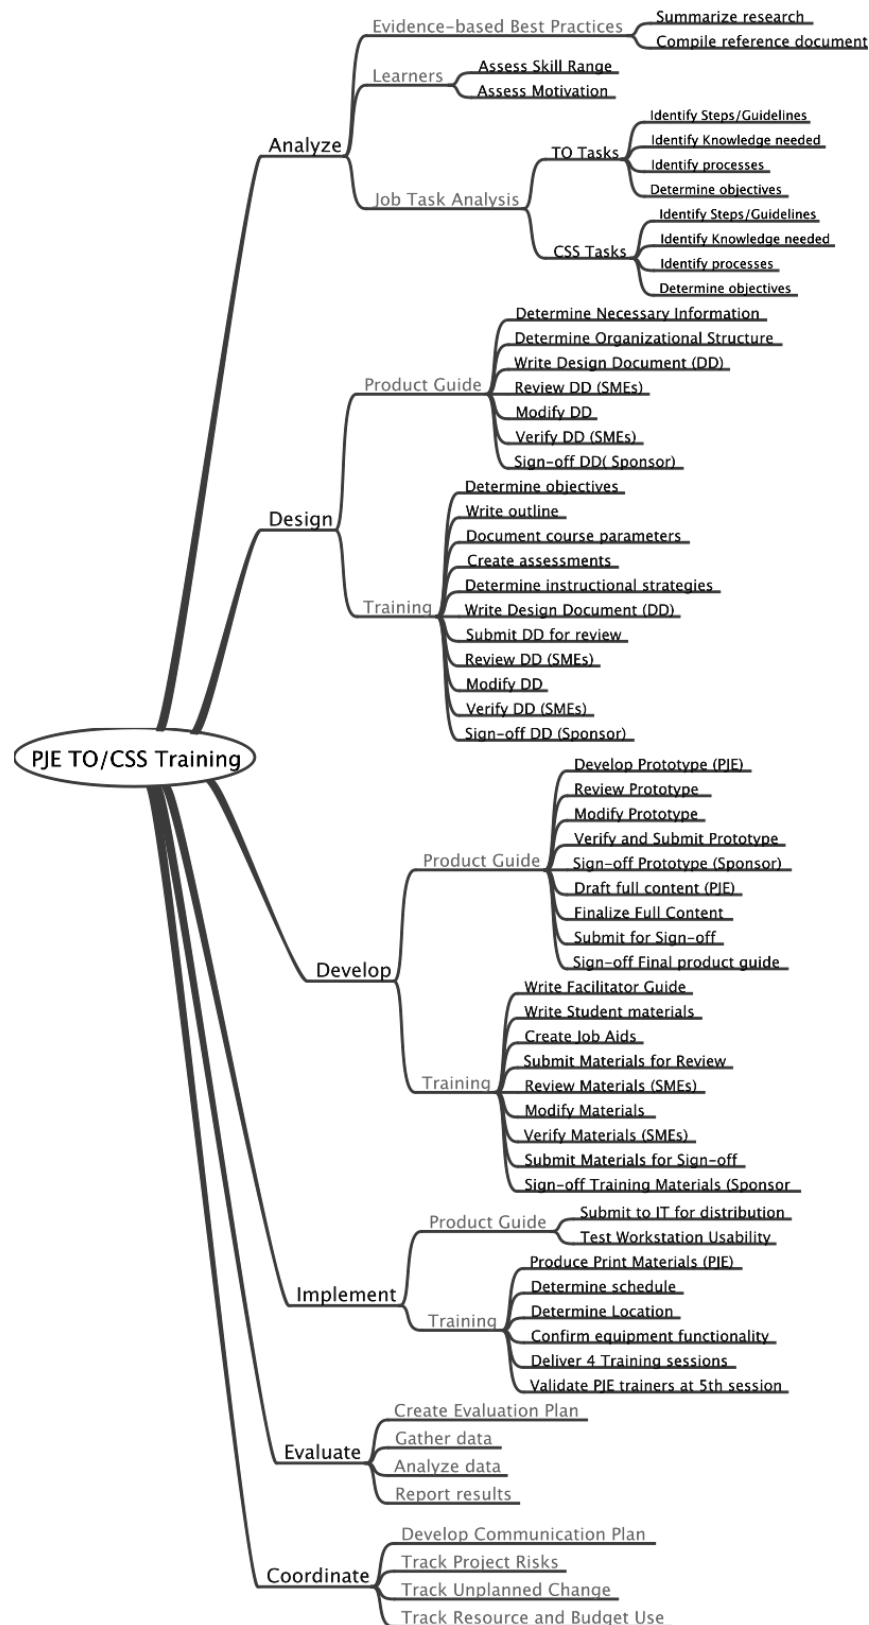 PJE TO/CSS Training
Analyze
Evidence-based Best Practices
Summarize research
Compile reference document
Learners
Assess Skill Range
Assess Motivation
Job Task Analysis
TO Tasks
Identify Steps/Guidelines
Identify Knowledge needed
Identify processes
Determine objectives
CSS Tasks
Identify Steps/Guidelines
Identify Knowledge needed
Identify processes
Determine objectives
Design
Product Guide
Determine Necessary Information
Determine Organizational Structure
Write Design Document (DD)
Review DD (SMEs)
Modify DD
Verify DD (SMEs)
Sign-off DD( Sponsor)
Training
Determine objectives
Write outline
Document course parameters
Create assessments
Determine instructional strategies
Write Design Document (DD)
Submit DD for review
Review DD (SMEs)
Modify DD
Verify DD (SMEs)
Sign-off DD (Sponsor)
Develop
Product Guide
Develop Prototype (PJE)
Review Prototype
Modify Prototype
Verify and Submit Prototype
Sign-off Prototype (Sponsor)
Draft full content (PJE)
Finalize Full Content
Submit for Sign-off
Sign-off Final product guide
Training
Write Facilitator Guide
Write Student materials
Create Job Aids
Submit Materials for Review
Review Materials (SMEs)
Modify Materials
Verify Materials (SMEs)
Submit Materials for Sign-off
Sign-off Training Materials (Sponsor
Implement
Product Guide
Submit to IT for distribution
Test Workstation Usability
Training
Produce Print Materials (PJE)
Determine schedule
Determine Location
Confirm equipment functionality
Deliver 4 Training sessions
Validate PJE trainers at 5th session
Evaluate
Create Evaluation Plan
Gather data
Analyze data
Report results
Coordinate
Develop Communication Plan
Track Project Risks
Track Unplanned Change
Track Resource and Budget Use